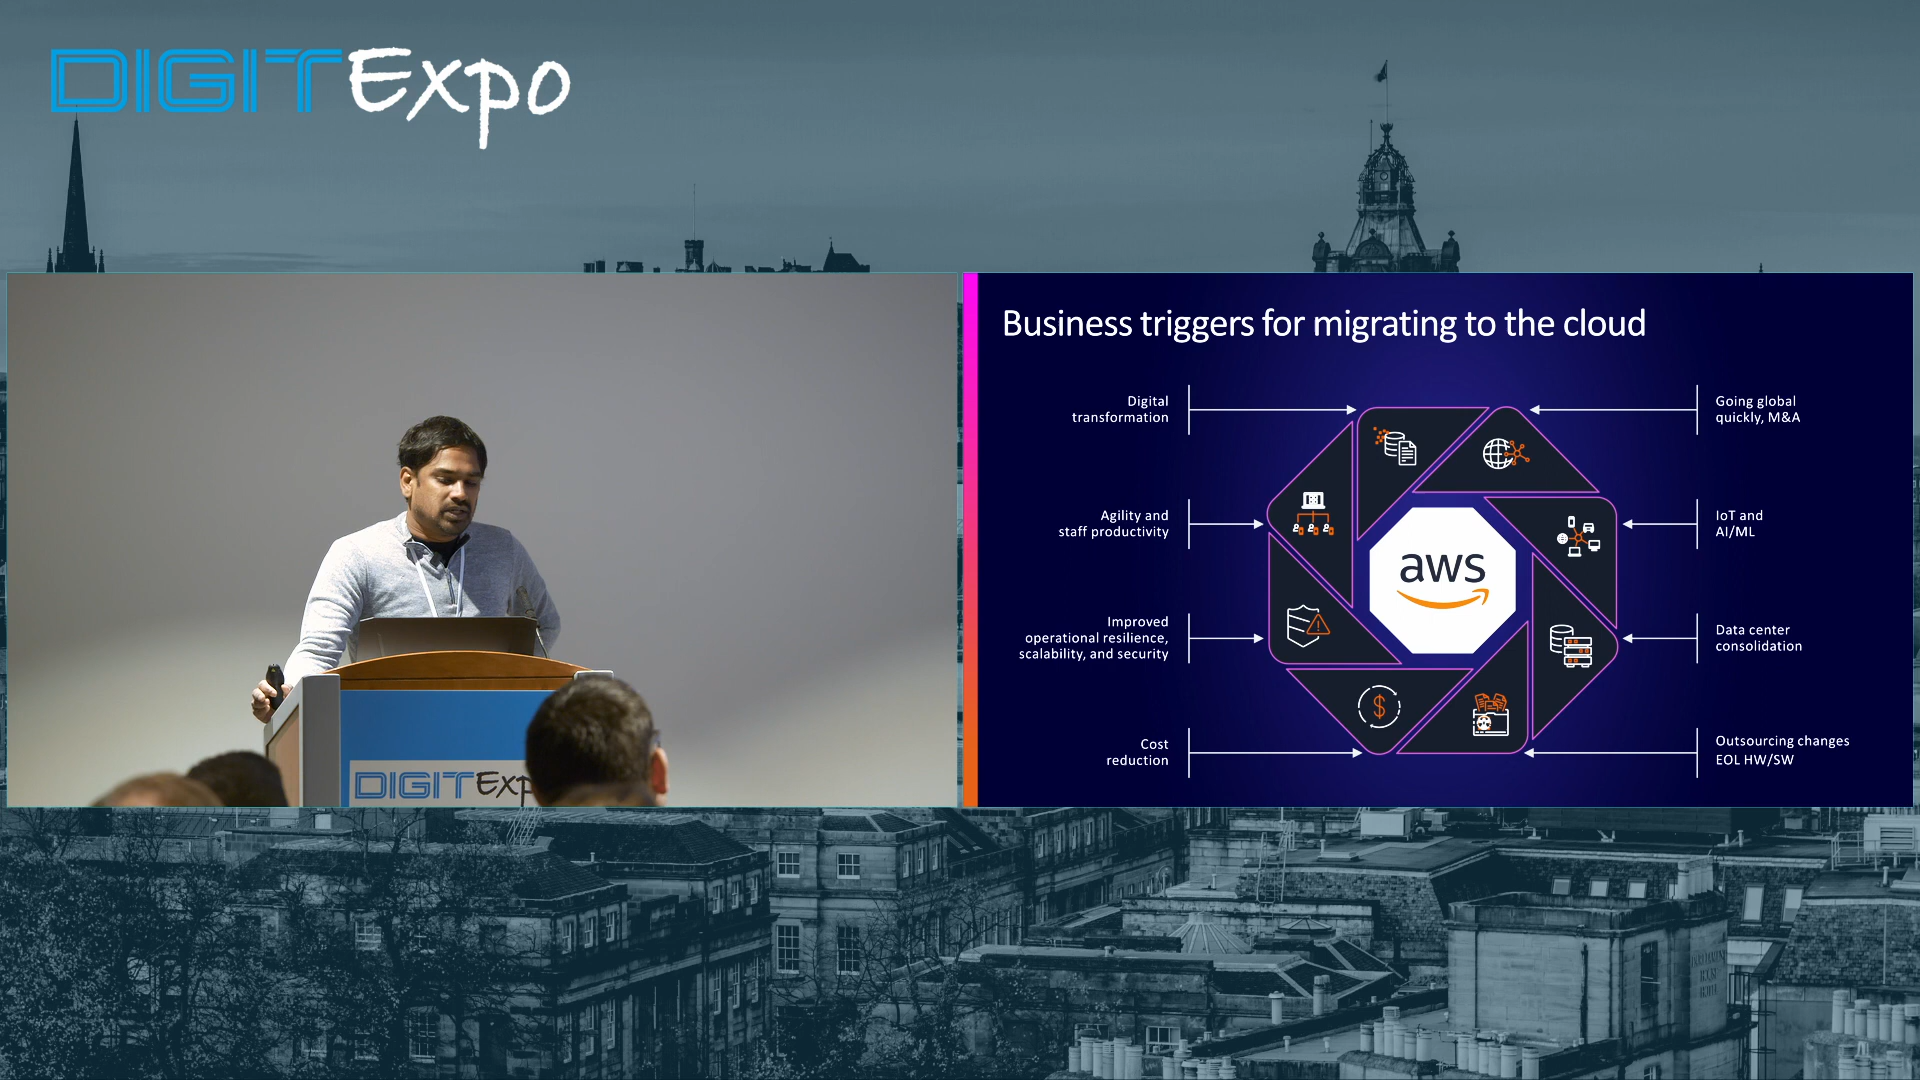 DIGITExpo
DIGITExp
Business triggers for migrating to the cloud
Digital
transformation
Agility and
staff productivity
Improved
operational resilience,
scalability, and security
Cost
reduction
aws
Going global
quickly, M&A
IoT and
AI/ML
Data center
consolidation
Outsourcing changes
EOL HW/SW